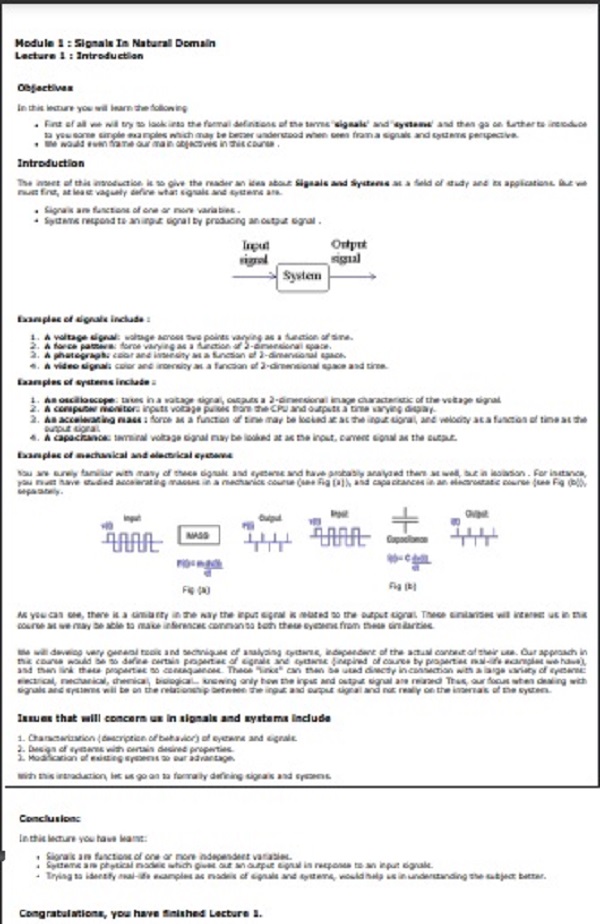 Module 1 : Signals In Natural Domain
Lecture 1 : Introduction
Objectives
In this lecture you will learn the following
• First of all we will try to look into the formal definitions of the terms 'signals' and 'systems' and then go on further to introduce
to you some simple examples which may be better understood when seen from a signals and systems perspective.
• We would even frame our main objectives in this course .
Introduction
The intent of this introduction is to give the reader an idea about Signals and Systems as a field of study and its applications. But we
must first, at least vaguely define what signals and systems are.
• Signals are functions of one or more variables .
• Systems respond to an input signal by producing an output signal .
Input Output
signal signal
System
Examples of signals include :
1. A voltage signal: voltage across two points varying as a function of time.
2. A force pattern: force varying as a function of 2-dimensional space.
3. A photograph: color and intensity as a function of 2-dimensional space.
4. A video signal: color and intensity as a function of 2-dimensional space and time.
Examples of systems include :
1. An oscilloscope: takes in a voltage signal, outputs a 2-dimensional image characteristic of the voltage signal
2. A computer monitor: inputs voltage pulses from the CPU and outputs a time varying display.
3. An accelerating mass : force as a function of time may be looked at as the input signal, and velocity as a function of time as the
output signal.
4. A capacitance: terminal voltage signal may be looked at as the input, current signal as the output.
Examples of mechanical and electrical systems
You are surely familiar with many of these signals and systems and have probably analyzed them as well, but in isolation . For instance,
you must have studied accelerating masses in a mechanics course (see Fig (a)), and capacitances in an electrostatic course (see Fig (b)),
separately.
Input Output Input Output
MASS Capacitance
Fig (a) Fig (b)
As you can see, there is a similarity in the way the input signal is related to the output signal. These similarities will interest us in this
course as we may be able to make inferences common to both these systems from these similarities.
We will develop very general tools and techniques of analyzing systems, independent of the actual context of their use. Our approach in
this course would be to define certain properties of signals and systems (inspired of course by properties real-life examples we have),
and then link these properties to consequences. These "links" can then be used directly in connection with a large variety of systems:
electrical, mechanical, chemical, biological... knowing only how the input and output signal are related! Thus, our focus when dealing with
signals and systems will be on the relationship between the input and output signal and not really on the internals of the system.
Issues that will concern us in signals and systems include
1. Characterization (description of behavior) of systems and signals.
2. Design of systems with certain desired properties.
3. Modification of existing systems to our advantage.
With this introduction, let us go on to formally defining signals and systems.
Conclusion:
In this lecture you have learnt:
• Signals are functions of one or more independent variables.
• Systems are physical models which gives out an output signal in response to an input signals.
• Trying to identify real-life examples as models of signals and systems, would help us in understanding the subject better.
Congratulations, you have finished Lecture 1.